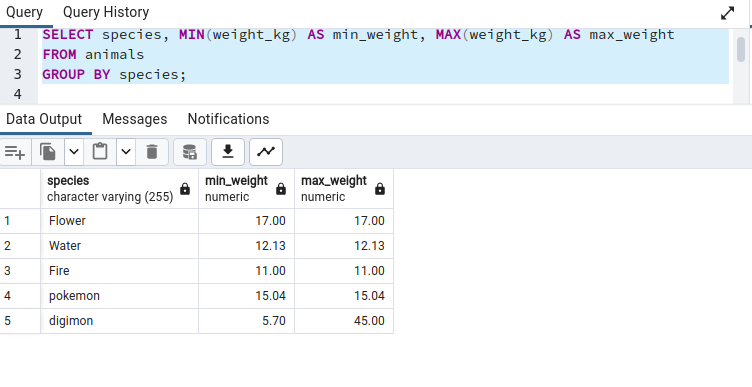 Query Query History
1 SELECT species, MIN(weight_kg) AS min_weight, MAX(weight_kg) AS max_weight
2 FROM animals
3 GROUP BY species;
4
Data Output Messages Notifications
species min_weight max_weight
character varying (255) numeric numeric
1 Flower 17.00 17.00
2 Water 12.13 12.13
3 Fire 11.00 11.00
4 pokemon 15.04 15.04
5 digimon 5.70 45.00